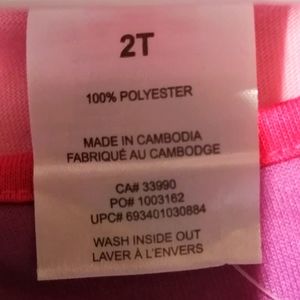 2T
100% POLYESTER
MADE IN CAMBODIA
FABRIQUÉ AU CAMBODGE
CA# 33990
PO# 1003182
UPC# 693401030884
WASH INSIDE OUT
LAVER À L'ENVERS